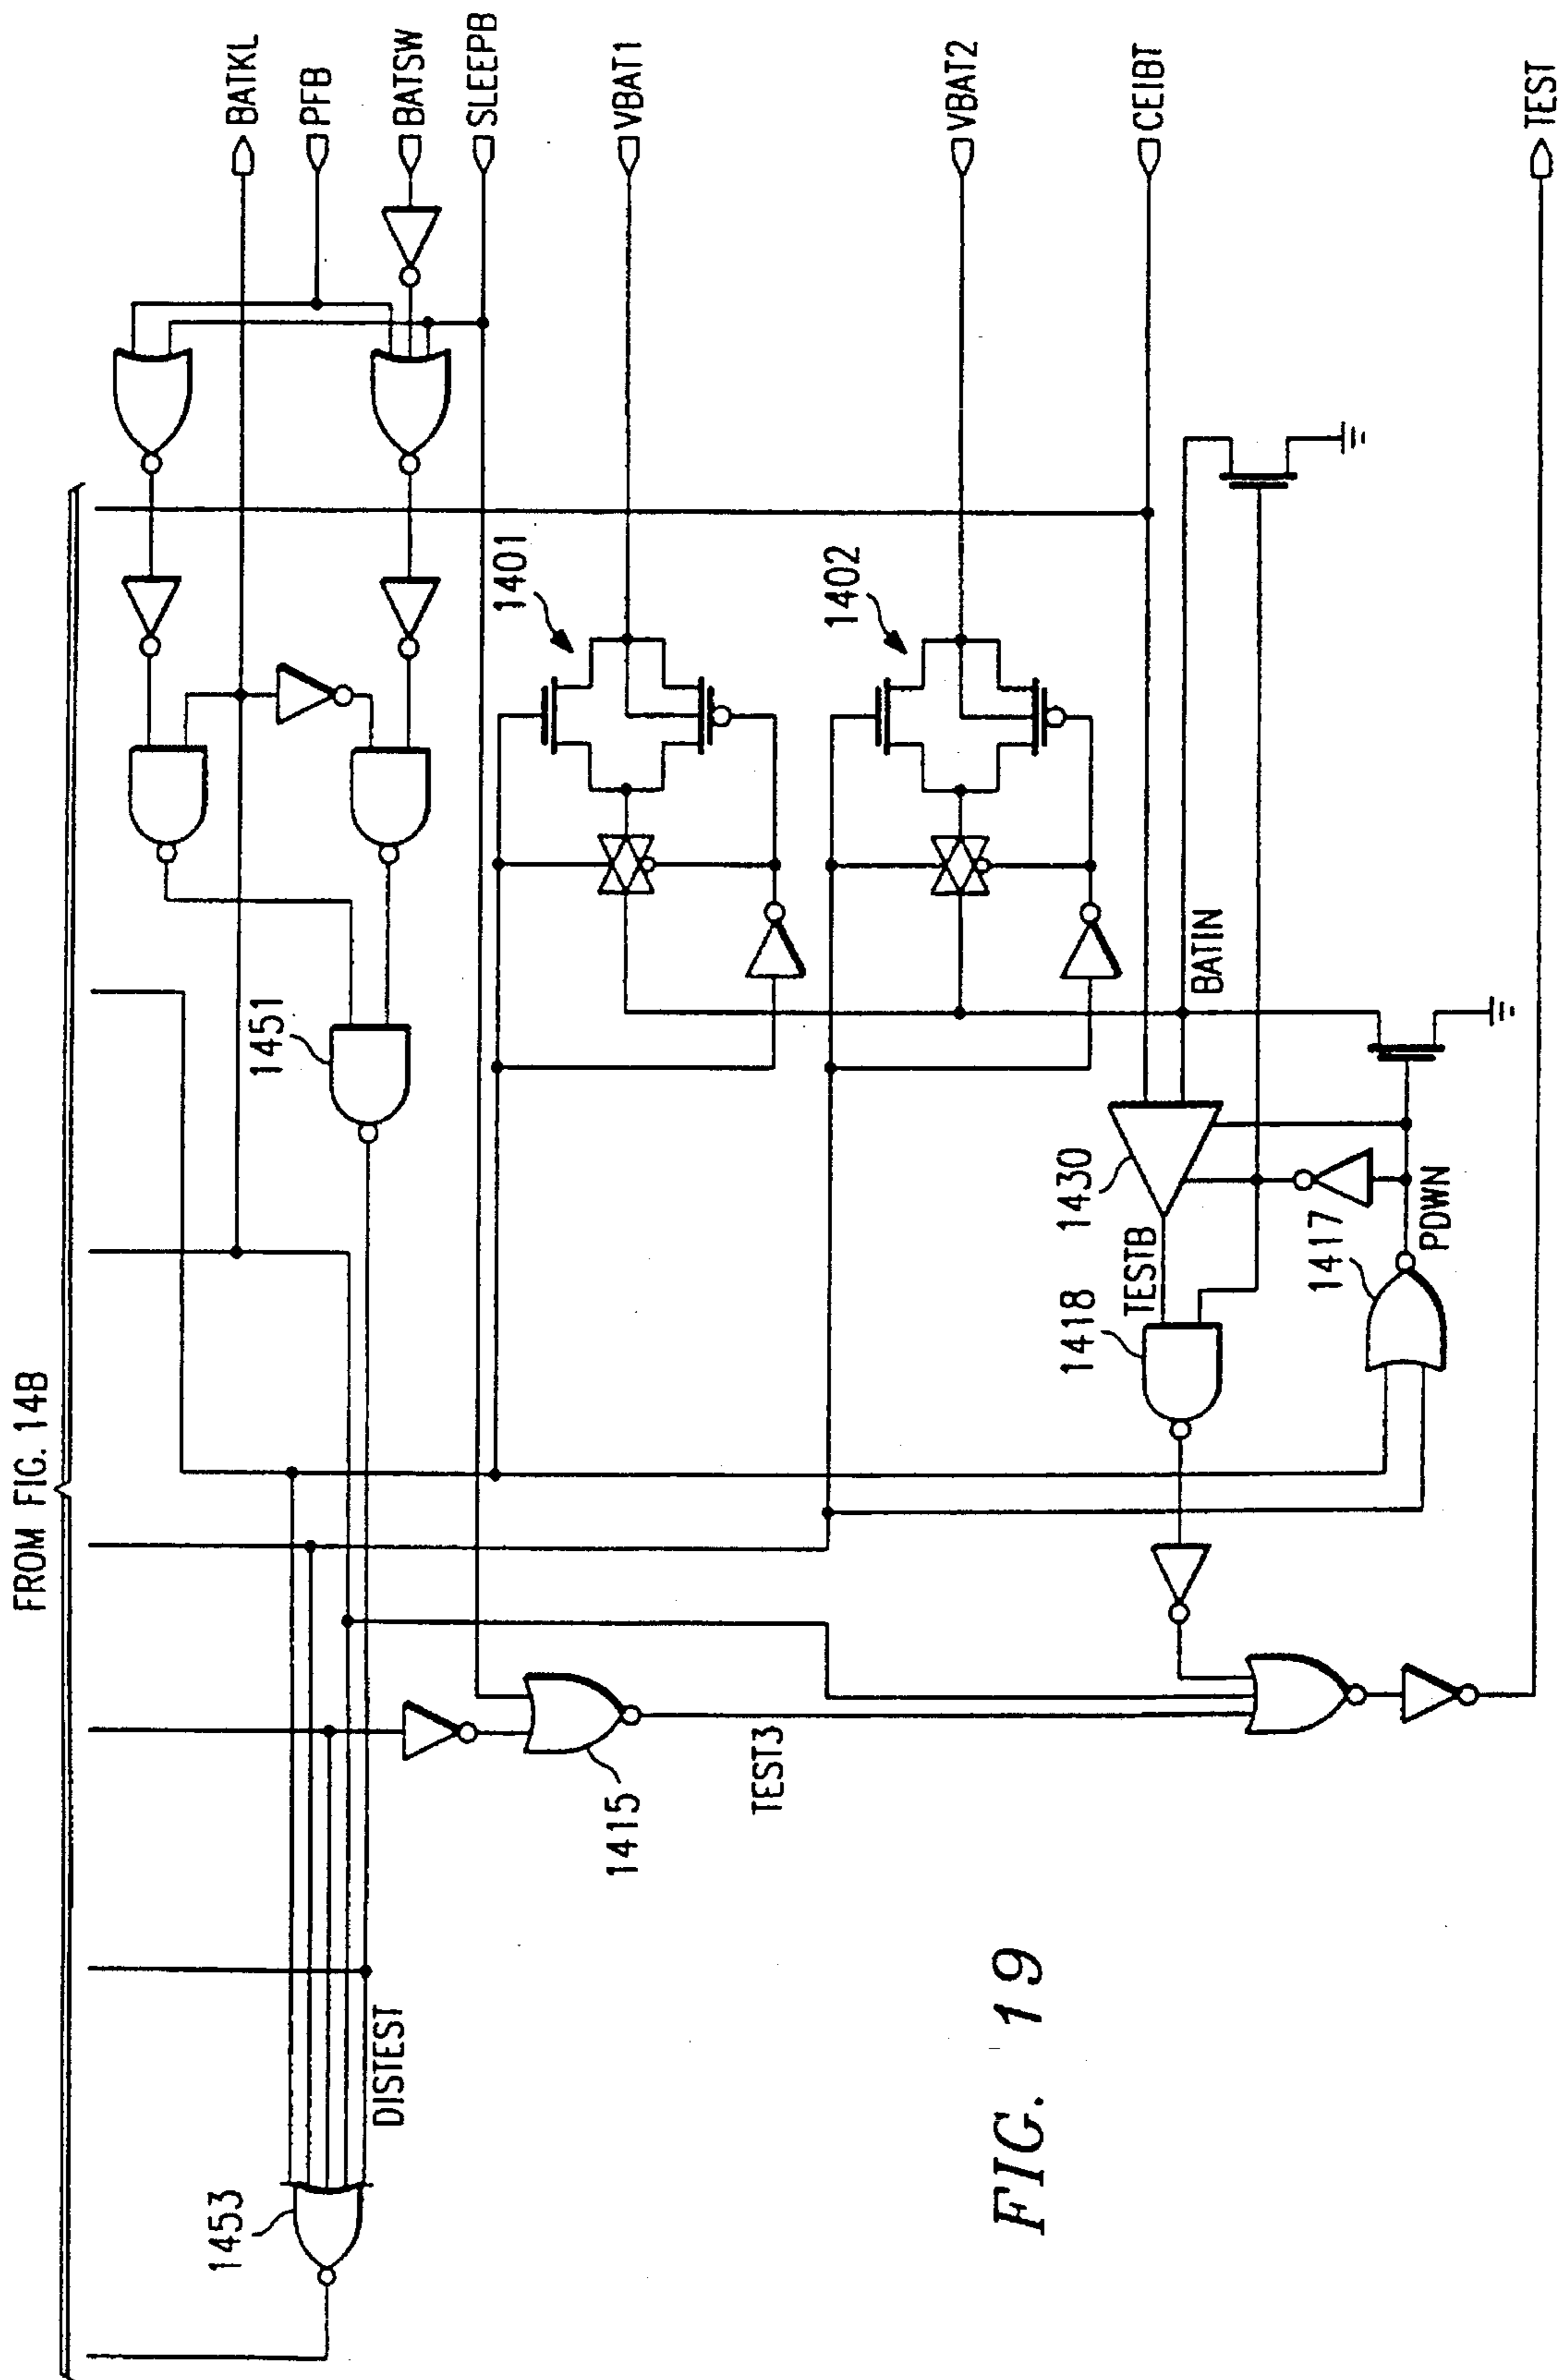 FROM FIG. 14B
BATKL
PFB
BATSW
SLEEPB
VBAT1
VBAT2
CEIBT
TEST
1401
1402
1451
BATIN
1430
TESTB
1418
1417
PDWN
1415
TEST3
DISTEST
1453
FIG. 19